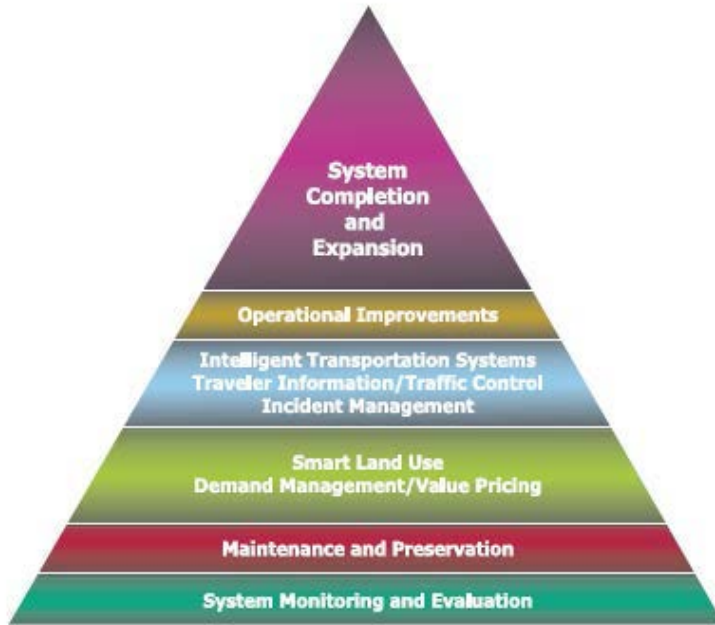 System
Completion
and
Expansion
Operational Improvements
Intelligent Transportation Systems
Traveler Information/Traffic Control
Incident Management
Smart Land Use
Demand Management/Value Pricing
Maintenance and Preservation
System Monitoring and Evaluation